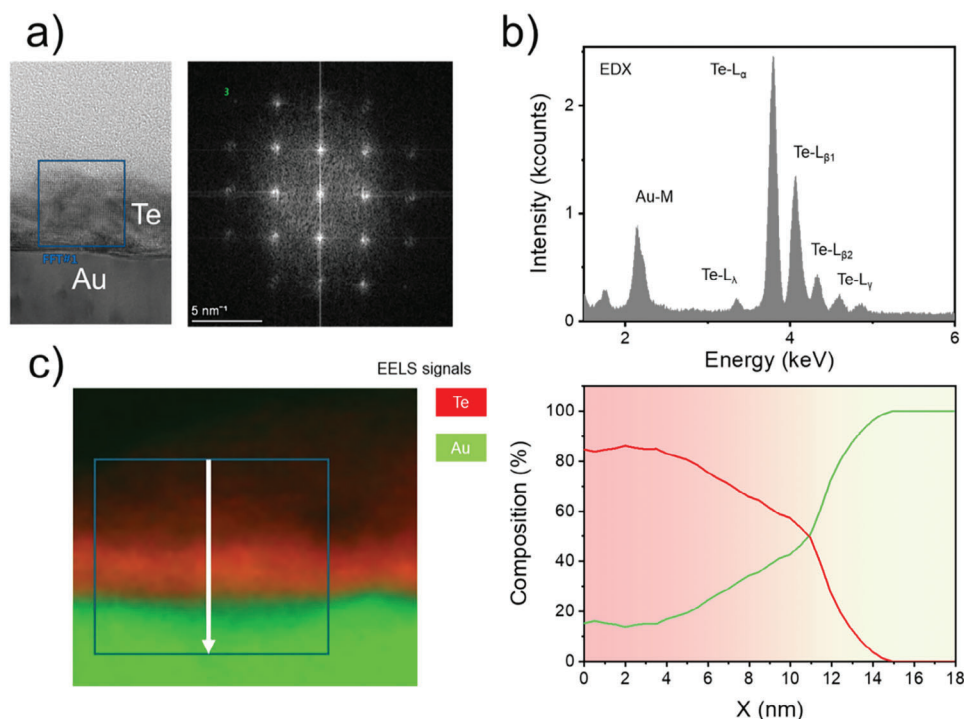 a)
3
Te
FFT#1
Au
5 nm⁻¹
b)
EDX
Te-Lα
Te-Lβ1
Au-M
Te-Lβ2
Te-Lλ
Te-Lγ
Intensity (kcounts)
2
1
0
2
4
6
Energy (keV)
c)
EELS signals
Te
Au
Composition (%)
100
80
60
40
20
0
0 2 4 6 8 10 12 14 16 18
X (nm)